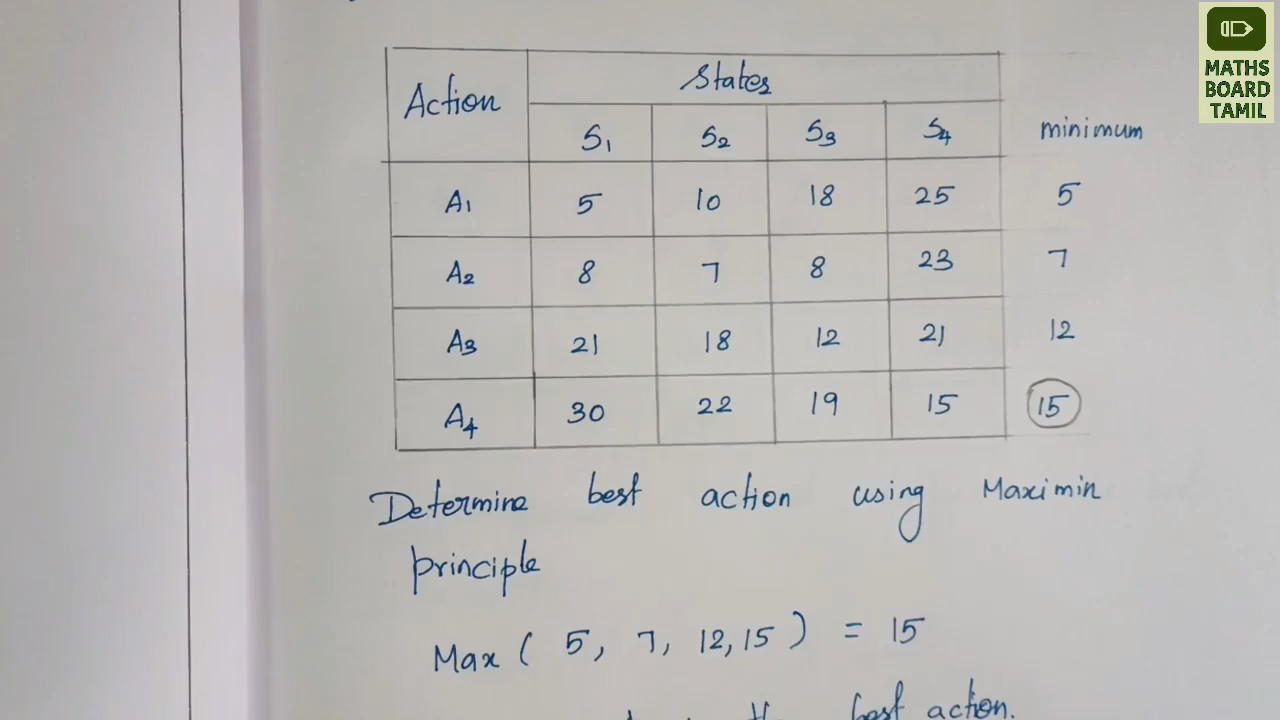 MATHS
BOARD
TAMIL
Action States
S1 S2 S3 S4 minimum
A1 5 10 18 25 5
A2 8 7 8 23 7
A3 21 18 12 21 12
A4 30 22 19 15 15
Determine best action using Maximin
principle
Max ( 5, 7, 12, 15 ) = 15
best action.